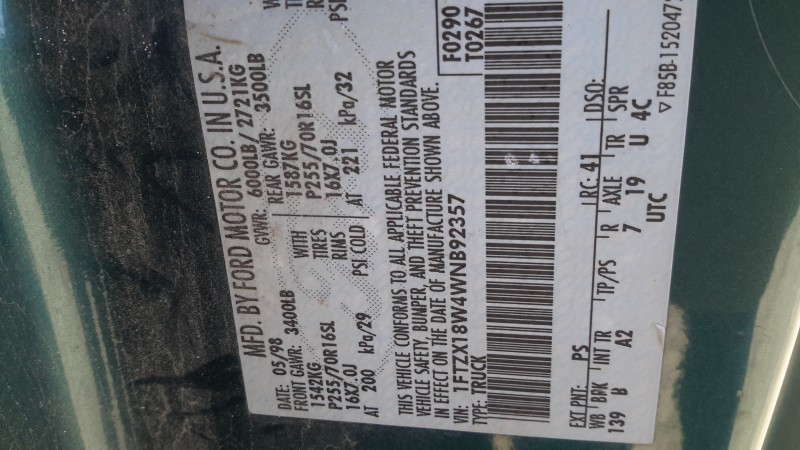 MFD. BY FORD MOTOR CO. IN U.S.A.
DATE: 05/98 GVWR: 6000LB/ 2721KG
FRONT GAWR: 3400LB REAR GAWR: 3500LB
1542KG WITH 1587KG
P255/70R16SL TIRES P255/70R16SL
16X7.0J RIMS 16X7.0J
AT 200 kPa/29 PSI COLD AT 221 kPa/32 PSI
THIS VEHICLE CONFORMS TO ALL APPLICABLE FEDERAL MOTOR
VEHICLE SAFETY, BUMPER, AND THEFT PREVENTION STANDARDS
IN EFFECT ON THE DATE OF MANUFACTURE SHOWN ABOVE.
VIN: 1FTZX18W4WNB92357
TYPE: TRUCK
F0290
T0267
EXT PNT: PS RC: 41 DSO:
WB BRK INT TR TP/PS R AXLE TR SPR
139 B A2 7 19 U 4C
UTC
▽ F85B-1520472